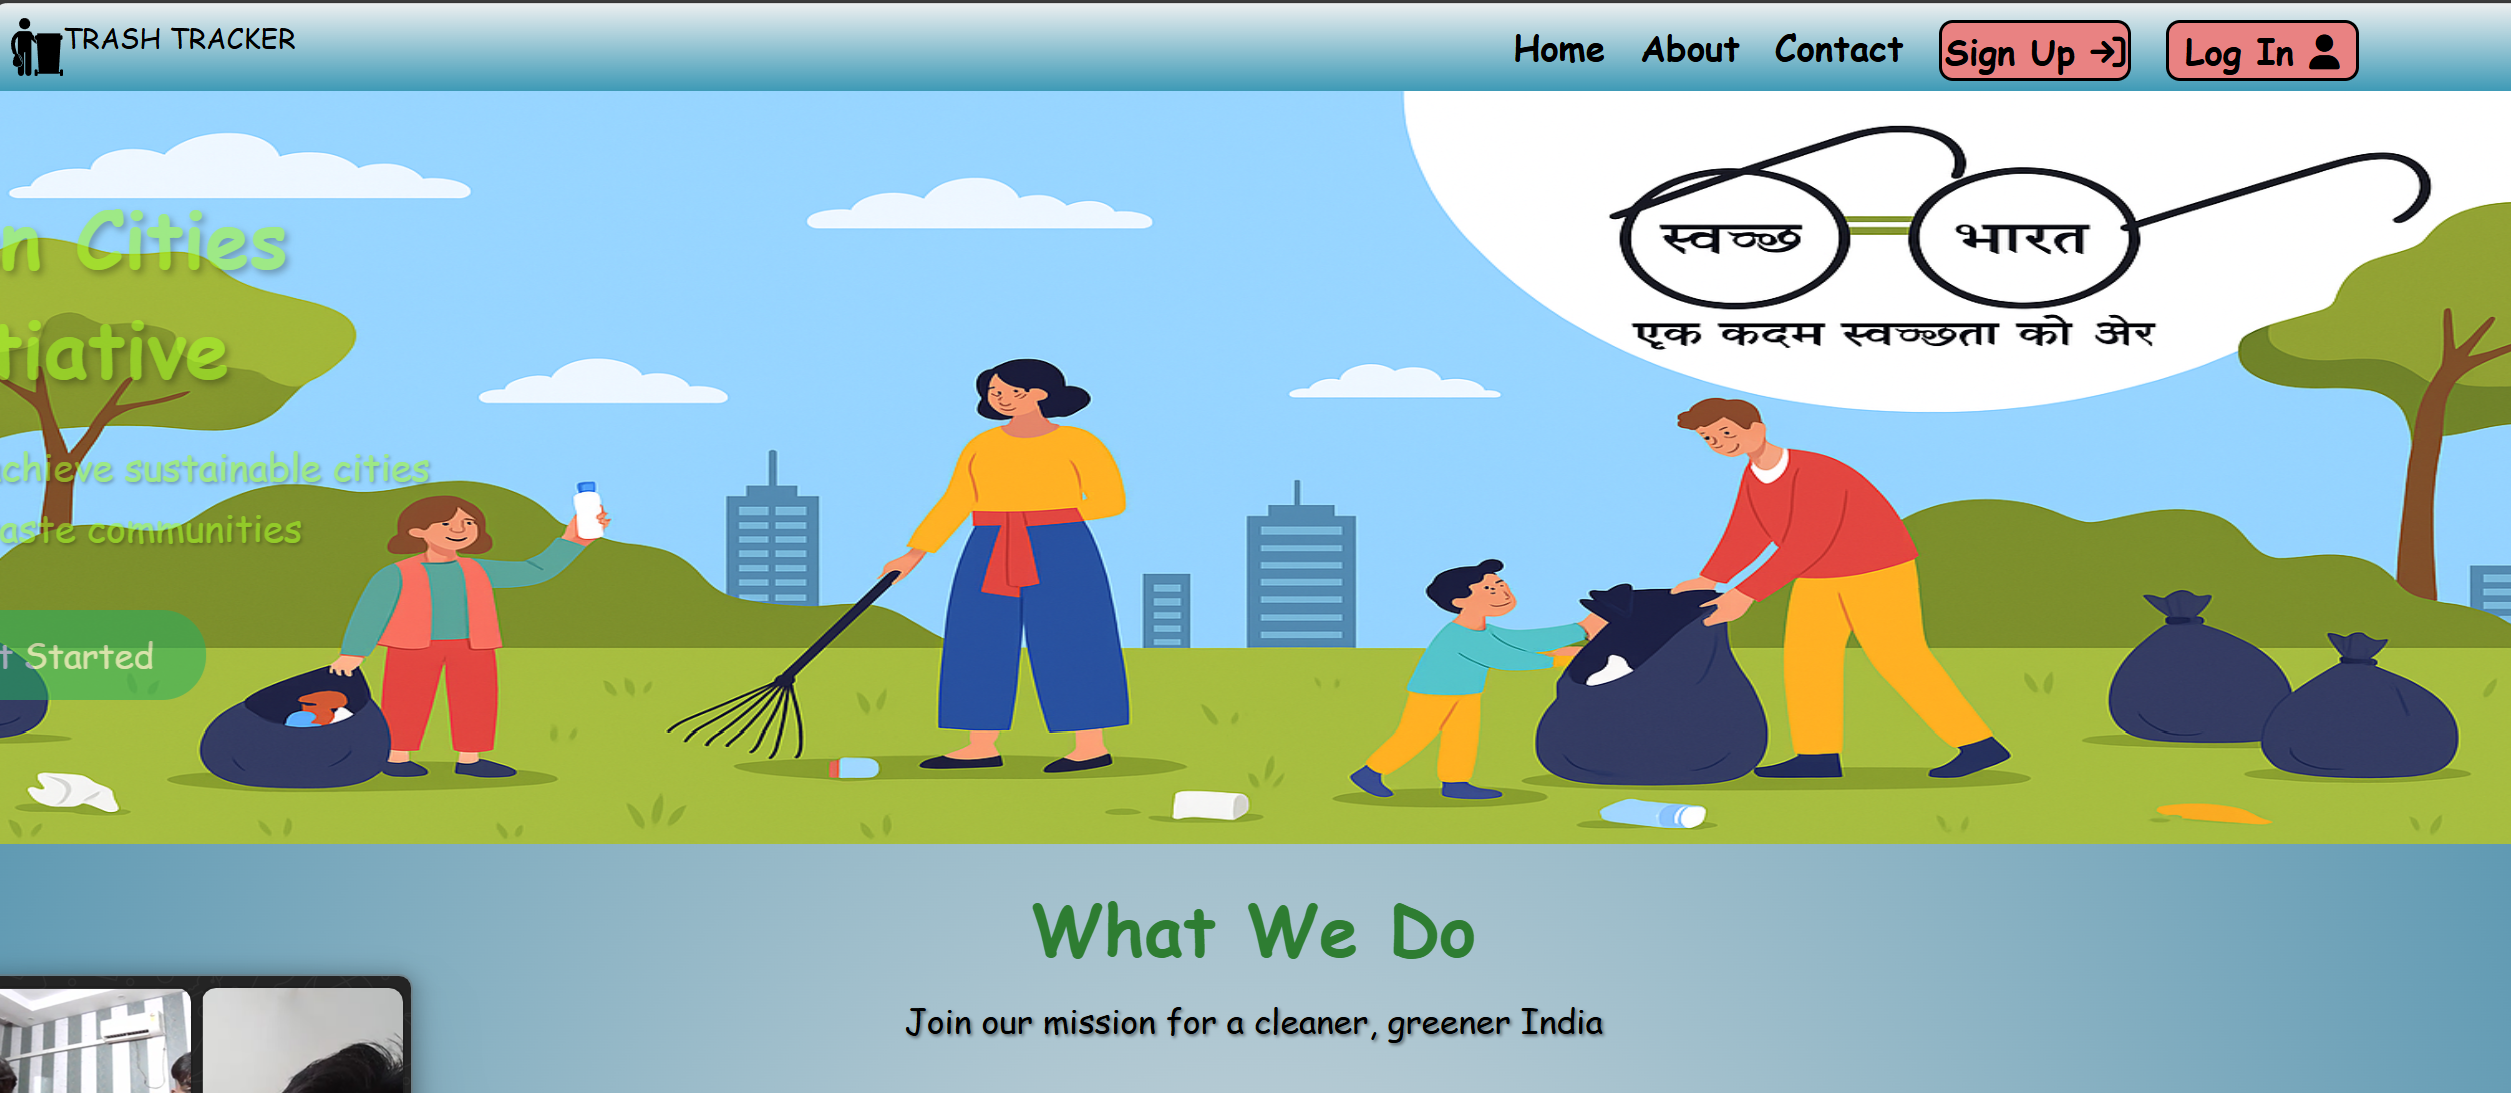 TRASH TRACKER
Home About Contact Sign Up Log In
स्वच्छ भारत
एक कदम स्वच्छता की ओर
n Cities
tiative
achieve sustainable cities
aste communities
t Started
What We Do
Join our mission for a cleaner, greener India